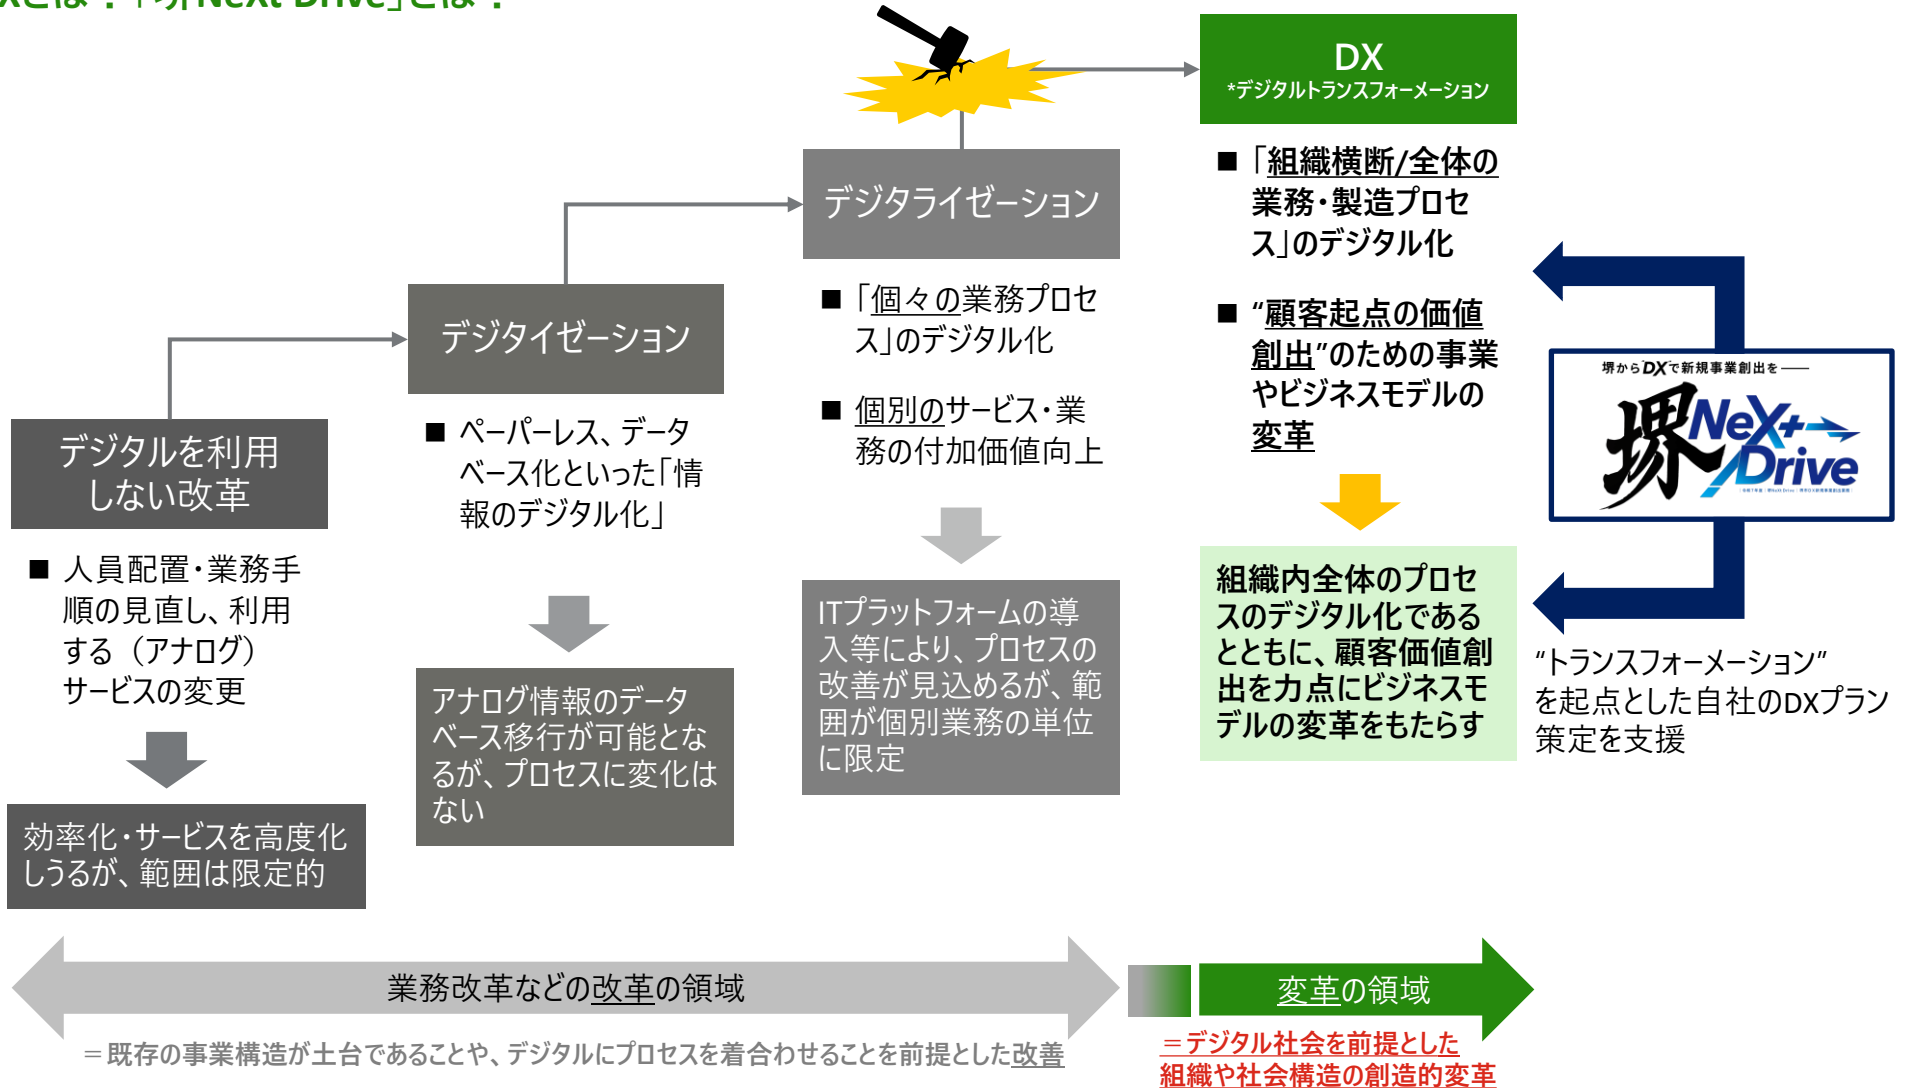 Xとは？「堺 NeXt Drive」とは？
デジタルを利用
しない改革
■ 人員配置・業務手
順の見直し、利用
する（アナログ）
サービスの変更
効率化・サービスを高度化
しうるが、範囲は限定的
デジタイゼーション
■ ペーパーレス、データ
ベース化といった「情
報のデジタル化」
アナログ情報のデータ
ベース移行が可能とな
るが、プロセスに変化は
ない
デジタライゼーション
■ 「個々の業務プロセ
ス」のデジタル化
■ 個別のサービス・業
務の付加価値向上
ITプラットフォームの導
入等により、プロセスの
改善が見込めるが、範
囲が個別業務の単位
に限定
DX
*デジタルトランスフォーメーション
■ 「組織横断/全体の
業務・製造プロセ
ス」のデジタル化
■ “顧客起点の価値
創出”のための事業
やビジネスモデルの
変革
組織内全体のプロセ
スのデジタル化である
とともに、顧客価値創
出を力点にビジネスモ
デルの変革をもたらす
堺から"DX"で新規事業創出を
堺 NeXt
Drive
“トランスフォーメーション”
を起点とした自社のDXプラン
策定を支援
業務改革などの改革の領域
＝既存の事業構造が土台であることや、デジタルにプロセスを着合わせることを前提とした改善
変革の領域
＝デジタル社会を前提とした
組織や社会構造の創造的変革